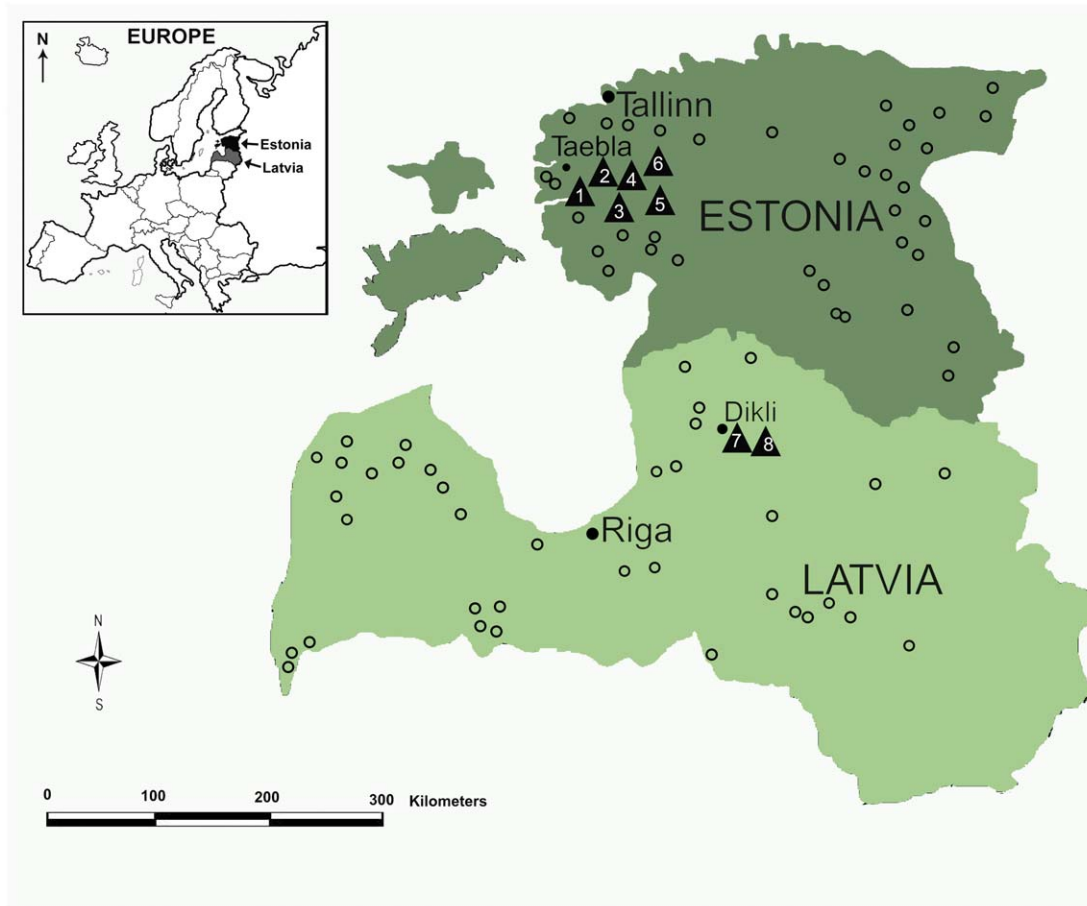 EUROPE
N
Estonia
Latvia
Tallinn
Taebla
6
2
4
1
5
3
ESTONIA
Dikli
7
8
Riga
LATVIA
N
S
0
100
200
300
Kilometers